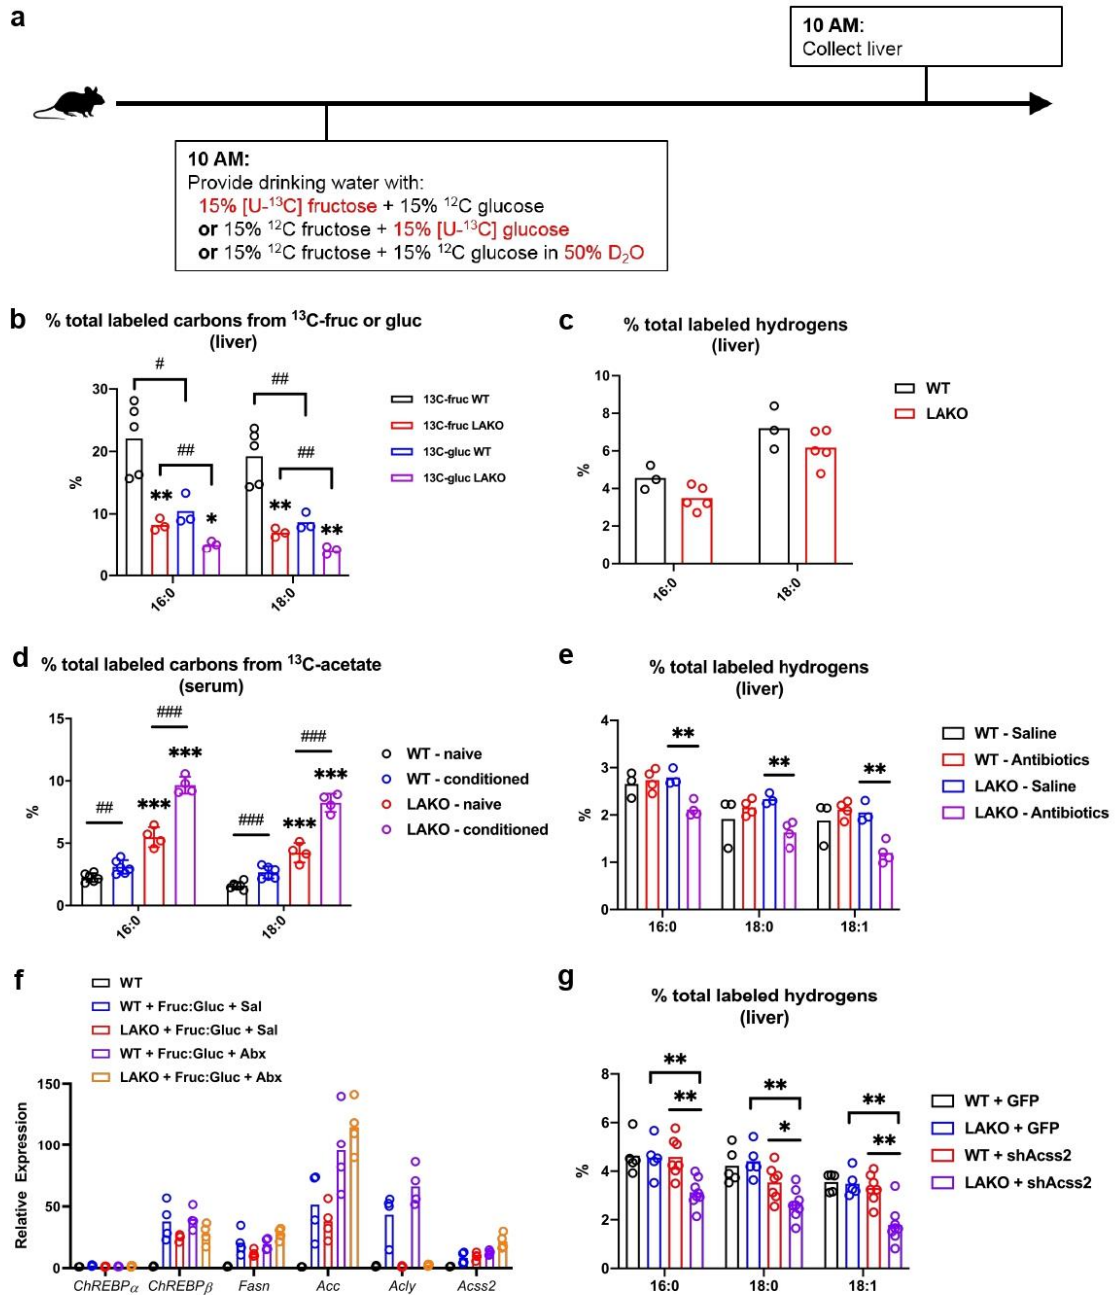 a
10 AM:
Collect liver
10 AM:
Provide drinking water with:
15% [U-¹³C] fructose + 15% ¹²C glucose
or 15% ¹²C fructose + 15% [U-¹³C] glucose
or 15% ¹²C fructose + 15% ¹²C glucose in 50% D₂O
b
% total labeled carbons from ¹³C-fruc or gluc
(liver)
#
##
##
##
30
20
10
0
%
**
*
**
**
16:0
18:0
13C-fruc WT
13C-fruc LAKO
13C-gluc WT
13C-gluc LAKO
c
% total labeled hydrogens
(liver)
10
8
6
4
2
0
%
16:0
18:0
WT
LAKO
d
% total labeled carbons from ¹³C-acetate
(serum)
15
10
5
0
%
##
###
***
***
###
###
***
***
16:0
18:0
WT - naive
WT - conditioned
LAKO - naive
LAKO - conditioned
e
% total labeled hydrogens
(liver)
4
3
2
1
0
%
**
**
**
16:0
18:0
18:1
WT - Saline
WT - Antibiotics
LAKO - Saline
LAKO - Antibiotics
f
WT
WT + Fruc:Gluc + Sal
LAKO + Fruc:Gluc + Sal
WT + Fruc:Gluc + Abx
LAKO + Fruc:Gluc + Abx
150
100
50
0
Relative Expression
ChREBPα
ChREBPβ
Fasn
Acc
Acly
Acss2
g
% total labeled hydrogens
(liver)
8
6
4
2
0
%
**
**
**
*
**
**
16:0
18:0
18:1
WT + GFP
LAKO + GFP
WT + shAcss2
LAKO + shAcss2